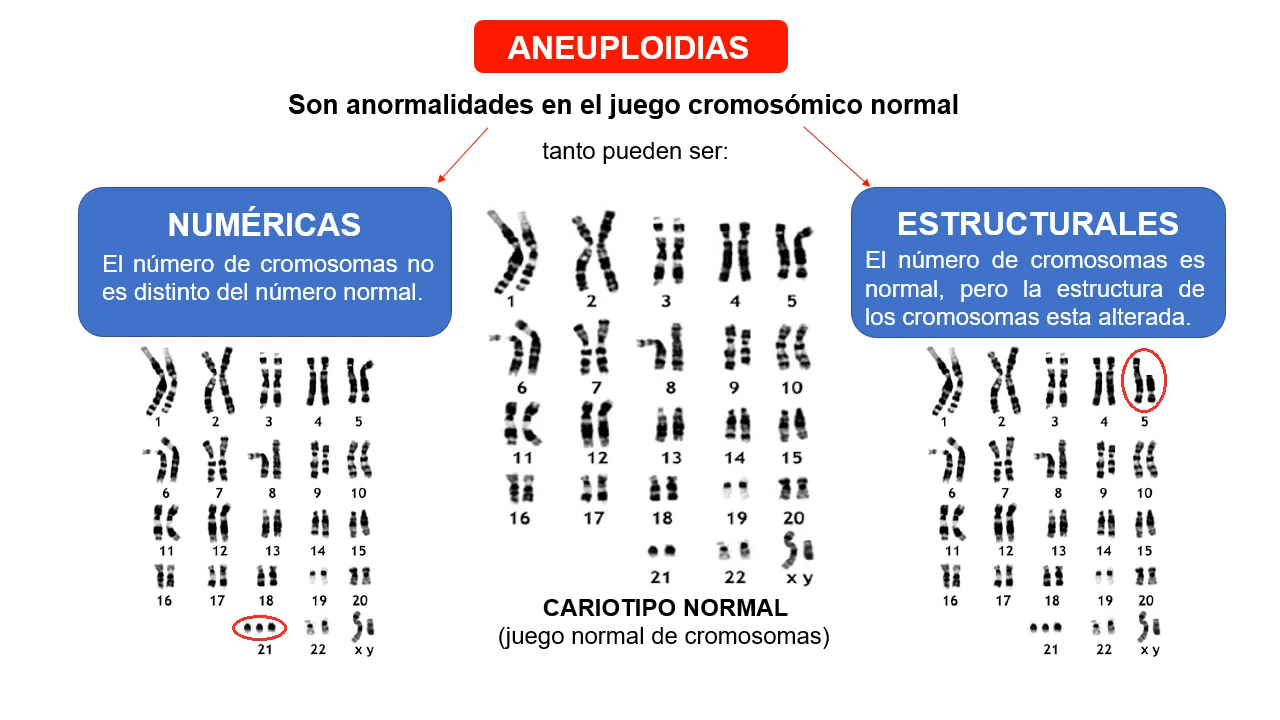 ANEUPLOIDIAS
Son anormalidades en el juego cromosómico normal
tanto pueden ser:
NUMÉRICAS
El número de cromosomas no
es distinto del número normal.
ESTRUCTURALES
El número de cromosomas es
normal, pero la estructura de
los cromosomas esta alterada.
1 2 3 4 5
6 7 8 9 10
11 12 13 14 15
16 17 18 19 20
21 22 x y
1 2 3 4 5
6 7 8 9 10
11 12 13 14 15
16 17 18 19 20
21 22 x y
CARIOTIPO NORMAL
(juego normal de cromosomas)
1 2 3 4 5
6 7 8 9 10
11 12 13 14 15
16 17 18 19 20
21 22 x y